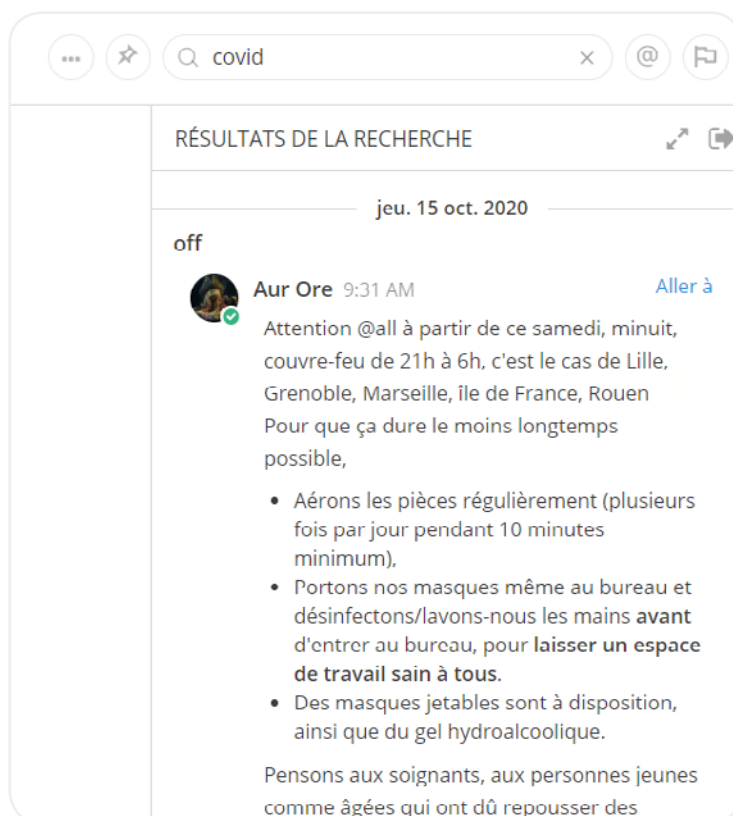 covid
RÉSULTATS DE LA RECHERCHE
jeu. 15 oct. 2020
off
Aur Ore 9:31 AM Aller à
Attention @all à partir de ce samedi, minuit,
couvre-feu de 21h à 6h, c'est le cas de Lille,
Grenoble, Marseille, île de France, Rouen
Pour que ça dure le moins longtemps
possible,
• Aérons les pièces régulièrement (plusieurs
fois par jour pendant 10 minutes
minimum),
• Portons nos masques même au bureau et
désinfectons/lavons-nous les mains avant
d'entrer au bureau, pour laisser un espace
de travail sain à tous.
• Des masques jetables sont à disposition,
ainsi que du gel hydroalcoolique.
Pensons aux soignants, aux personnes jeunes
comme âgées qui ont dû repousser des